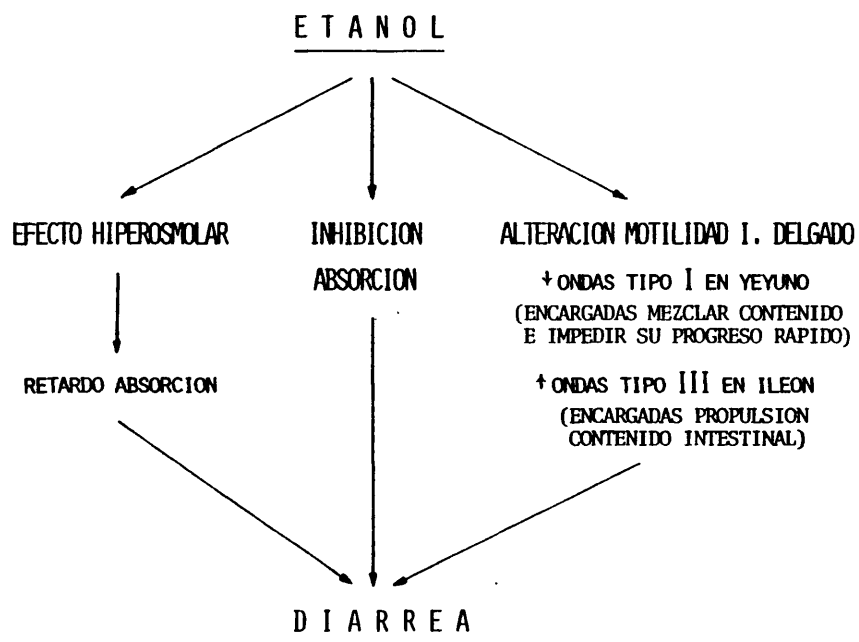 ETANOL
EFECTO HIPEROSMOLAR
RETARDO ABSORCION
INHIBICION
ABSORCION
ALTERACION MOTILIDAD I. DELGADO
↓ ONDAS TIPO I EN YEYUNO
(ENCARGADAS MEZCLAR CONTENIDO
E IMPEDIR SU PROGRESO RAPIDO)
↑ ONDAS TIPO III EN ILEON
(ENCARGADAS PROPULSION
CONTENIDO INTESTINAL)
DIARREA